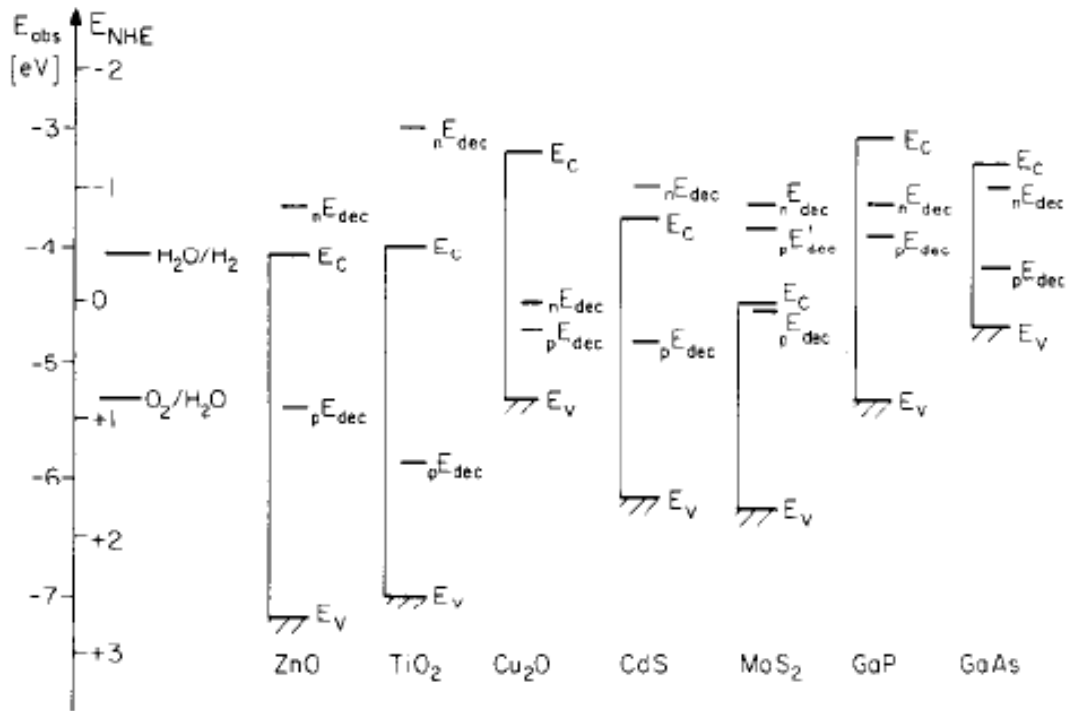 E_abs E_NHE
[eV]
-2
-3
-1
-4
0
-5
+1
-6
+2
-7
+3
H₂O/H₂
O₂/H₂O
nE_dec
E_C
pE_dec
E_V
ZnO
nE_dec
E_C
pE_dec
E_V
TiO₂
E_C
nE_dec
pE_dec
E_V
Cu₂O
nE_dec
E_C
pE_dec
E_V
CdS
nE_dec
pE'_dec
E_C
pE_dec
E_V
MoS₂
E_C
nE_dec
pE_dec
E_V
GaP
E_C
nE_dec
pE_dec
E_V
GaAs